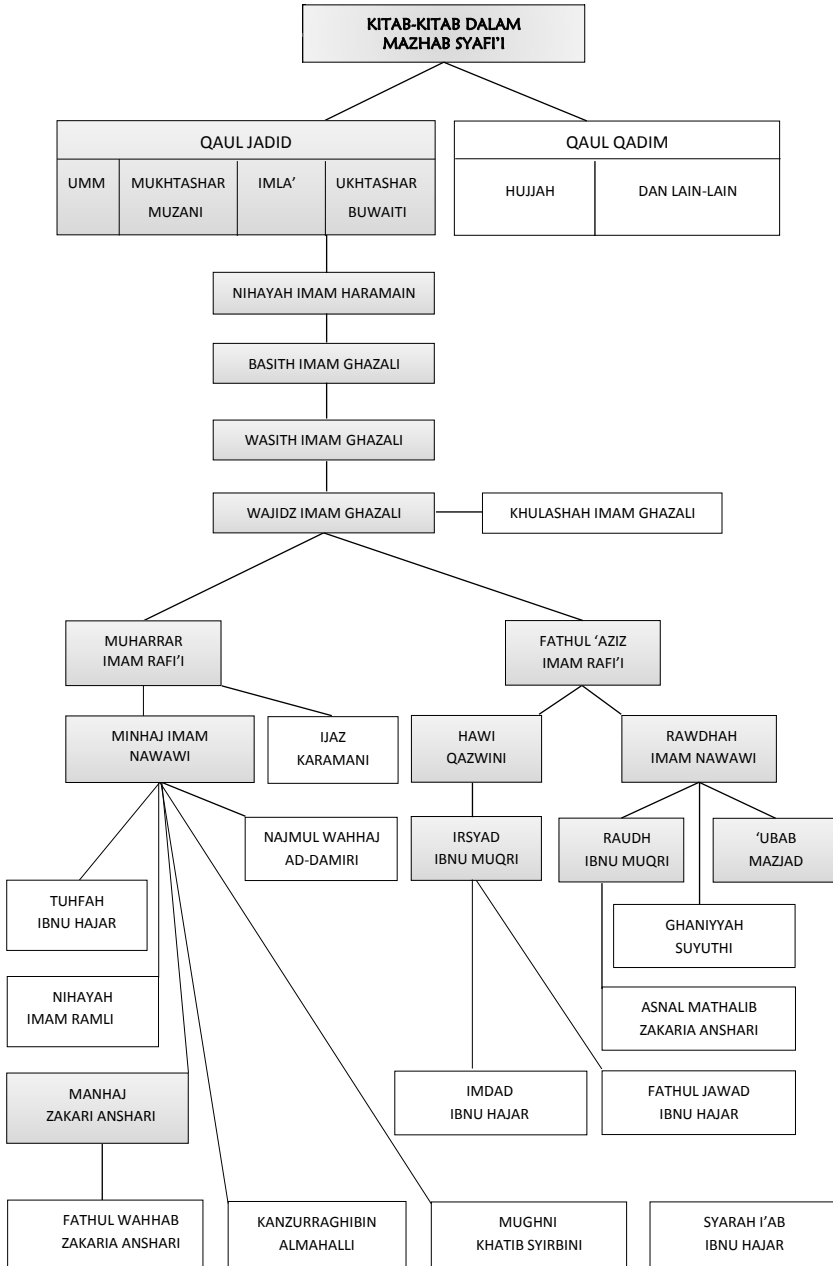 KITAB-KITAB DALAM
MAZHAB SYAFI'I
QAUL JADID
UMM
MUKHTASHAR
MUZANI
IMLA'
UKHTASHAR
BUWAITI
QAUL QADIM
HUJJAH
DAN LAIN-LAIN
NIHAYAH IMAM HARAMAIN
BASITH IMAM GHAZALI
WASITH IMAM GHAZALI
WAJIDZ IMAM GHAZALI
KHULASHAH IMAM GHAZALI
MUHARRAR
IMAM RAFI'I
FATHUL 'AZIZ
IMAM RAFI'I
MINHAJ IMAM
NAWAWI
IJAZ
KARAMANI
HAWI
QAZWINI
RAWDHAH
IMAM NAWAWI
NAJMUL WAHHAJ
AD-DAMIRI
IRSYAD
IBNU MUQRI
RAUDH
IBNU MUQRI
'UBAB
MAZJAD
TUHFAH
IBNU HAJAR
GHANIYYAH
SUYUTHI
NIHAYAH
IMAM RAMLI
ASNAL MATHALIB
ZAKARIA ANSHARI
MANHAJ
ZAKARI ANSHARI
IMDAD
IBNU HAJAR
FATHUL JAWAD
IBNU HAJAR
FATHUL WAHHAB
ZAKARIA ANSHARI
KANZURRAGHIBIN
ALMAHALLI
MUGHNI
KHATIB SYIRBINI
SYARAH I'AB
IBNU HAJAR